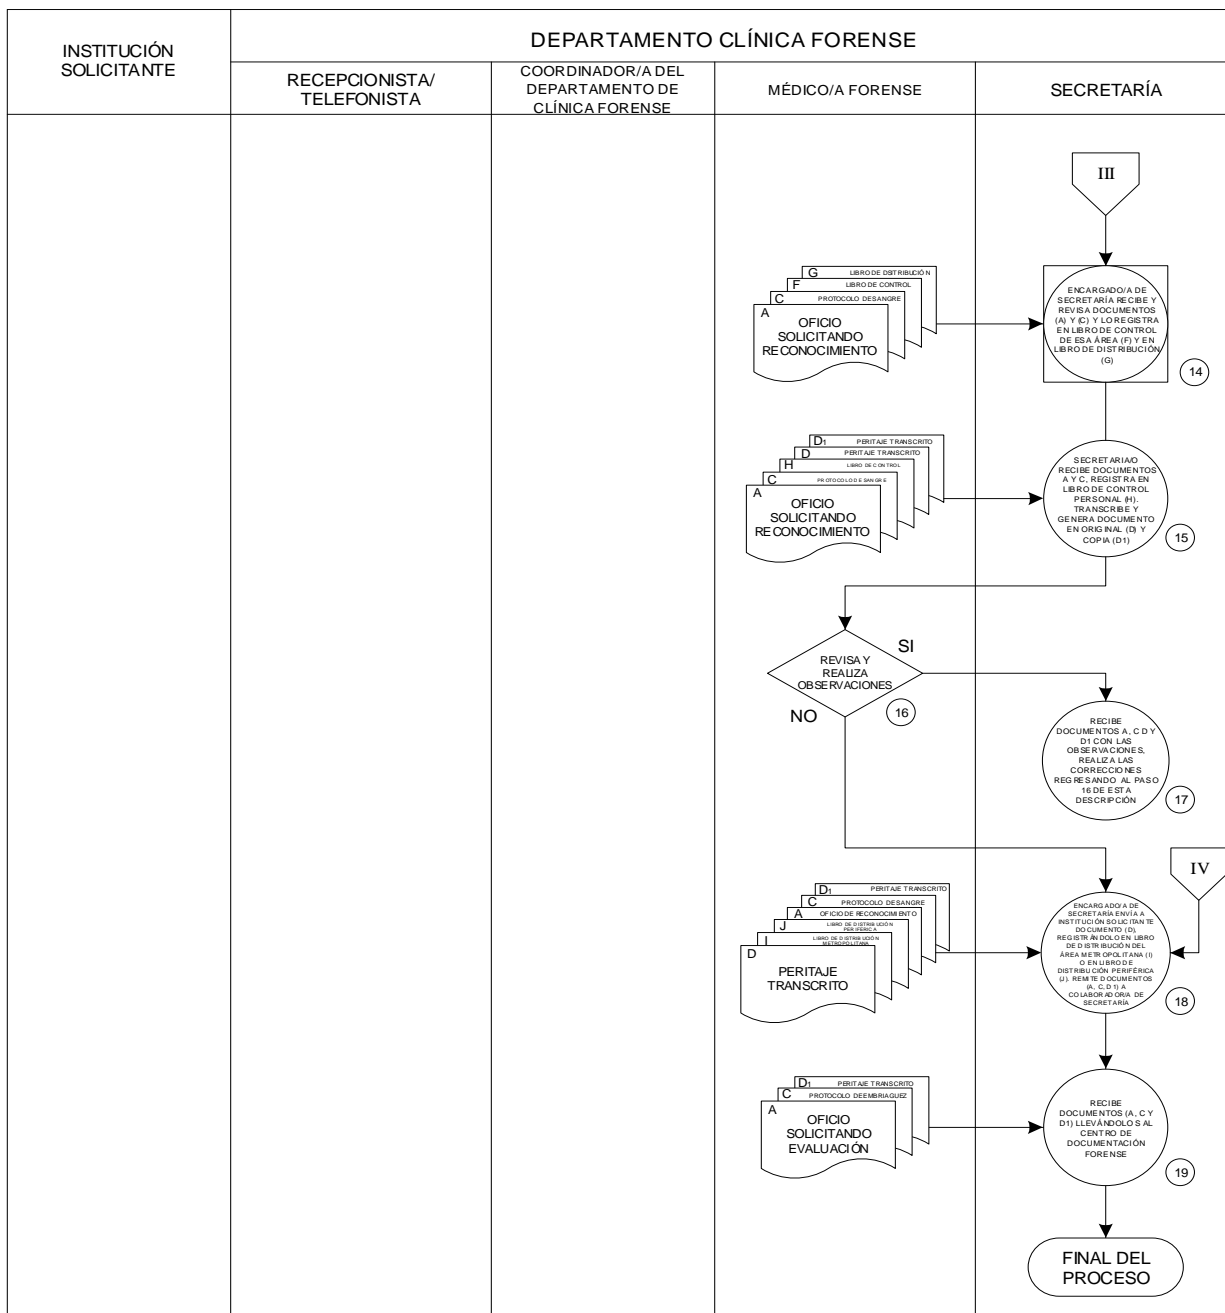 INSTITUCIÓN
SOLICITANTE
DEPARTAMENTO CLÍNICA FORENSE
RECEPCIONISTA/
TELEFONISTA
COORDINADOR/A DEL
DEPARTAMENTO DE
CLÍNICA FORENSE
MÉDICO/A FORENSE
SECRETARÍA
III
G LIBRO DE DSITRIBUCIÓN
F LIBRO DE CONTROL
C PROTOCOLO DE SANGRE
A
OFICIO
SOLICITANDO
RECONOCIMIENTO
ENCARGADO/A DE
SECRETARÍA RECIBE Y
REVISA DOCUMENTOS
(A) Y (C) Y LO REGISTRA
EN LIBRO DE CONTROL
DE ESA ÁREA (F) Y EN
LIBRO DE DISTRIBUCIÓN
(G)
14
D1 PERITAJE TRANSCRITO
D PERITAJE TRANSCRITO
H LIBRO DE CONTROL
C PROTOCOLO DE SANGRE
A
OFICIO
SOLICITANDO
RECONOCIMIENTO
SECRETARIA/O
RECIBE DOCUMENTOS
A Y C, REGISTRA EN
LIBRO DE CONTROL
PERSONAL (H).
TRANSCRIBE Y
GENERA DOCUMENTO
EN ORIGINAL (D) Y
COPIA (D1)
15
REVISA Y
REALIZA
OBSERVACIONES
SI
NO
16
RECIBE
DOCUMENTOS A, C D Y
D1 CON LAS
OBSERVACIONES,
REALIZA LAS
CORRECCIONES
REGRESANDO AL PASO
16 DE ESTA
DESCRIPCIÓN
17
IV
D1 PERITAJE TRANSCRITO
C PROTOCOLO DE SANGRE
A OFICIO DE RECONOCIMIENTO
J LIBRO DE DISTRIBUCIÓN
PERIFÉRICA
I LIBRO DE DISTRIBUCIÓN
METROPOLITANA
D
PERITAJE
TRANSCRITO
ENCARGADO/A DE
SECRETARÍA ENVÍA A
INSTITUCIÓN SOLICITANTE
DOCUMENTO (D),
REGISTRÁNDOLO EN LIBRO
DE DISTRIBUCIÓN DEL
ÁREA METROPOLITANA (I)
O EN LIBRO DE
DISTRIBUCIÓN PERIFÉRICA
(J). REMITE DOCUMENTOS
(A, C, D1) A
COLABORADOR/A DE
SECRETARÍA
18
D1 PERITAJE TRANSCRITO
C PROTOCOLO DE EMBRIAGUEZ
A
OFICIO
SOLICITANDO
EVALUACIÓN
RECIBE
DOCUMENTOS (A, C Y
D1) LLEVÁNDOLOS AL
CENTRO DE
DOCUMENTACIÓN
FORENSE
19
FINAL DEL
PROCESO